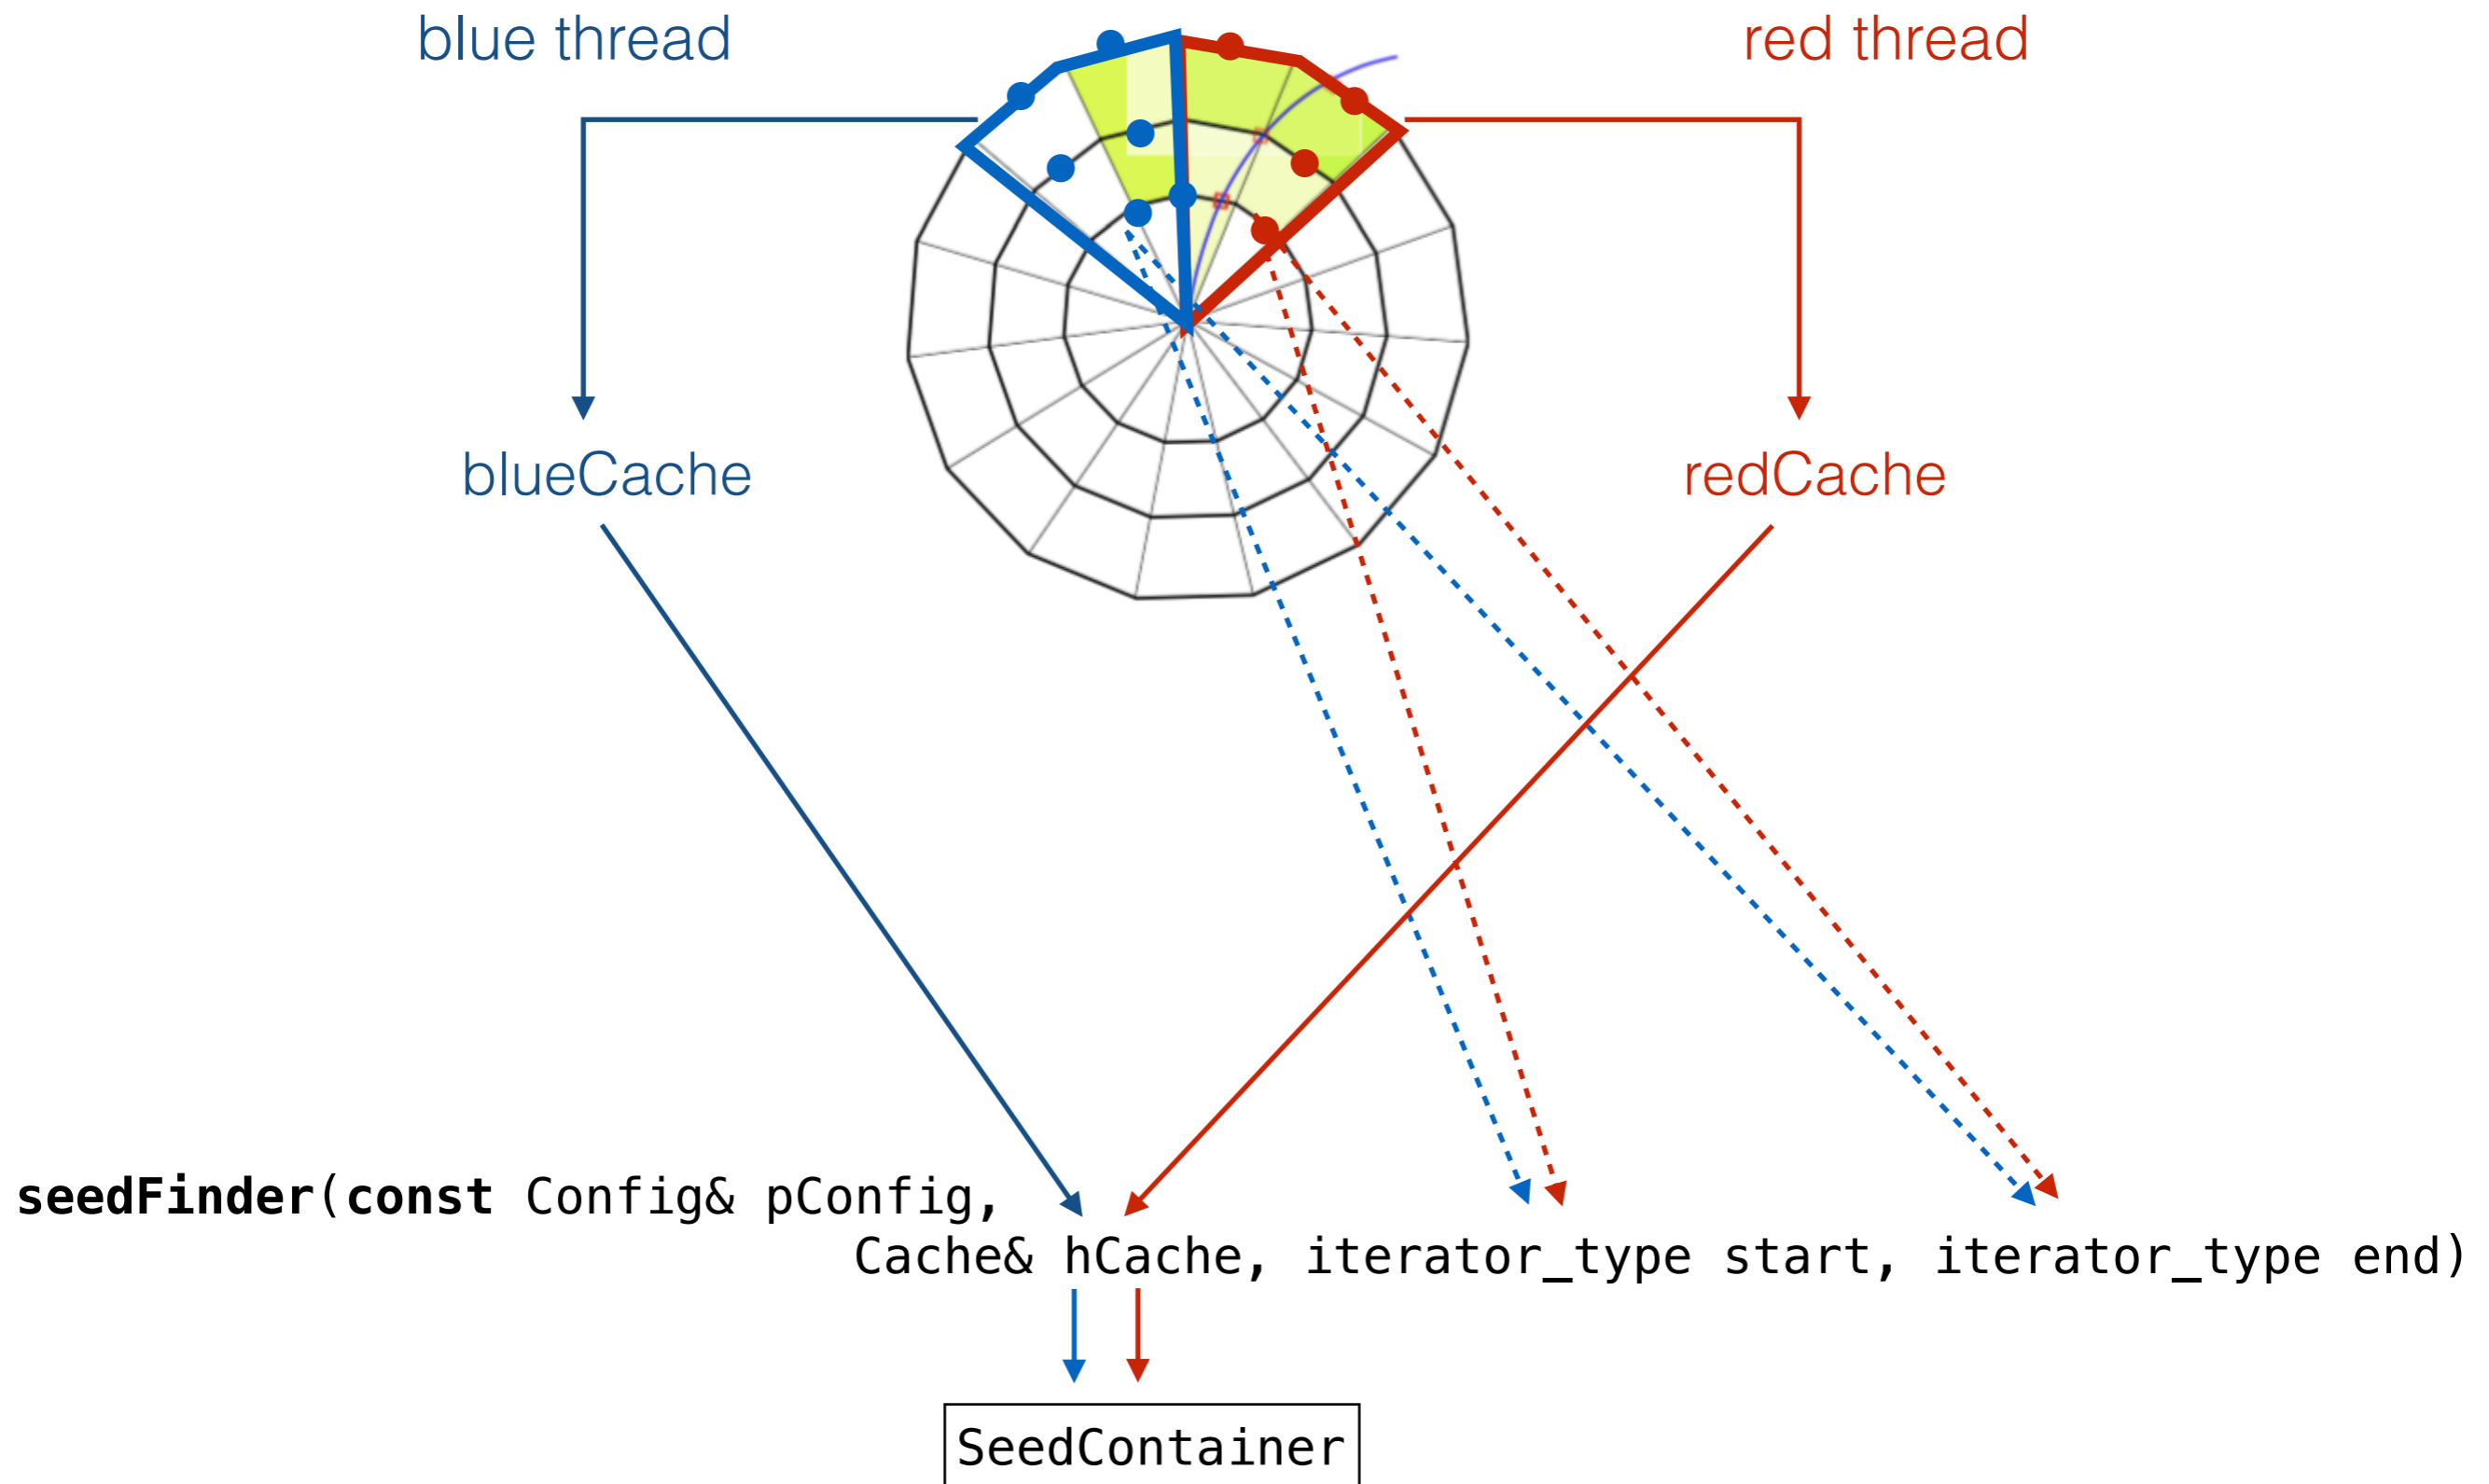 blue thread
red thread
blueCache
redCache
seedFinder(const Config& pConfig,
Cache& hCache, iterator_type start, iterator_type end)
SeedContainer